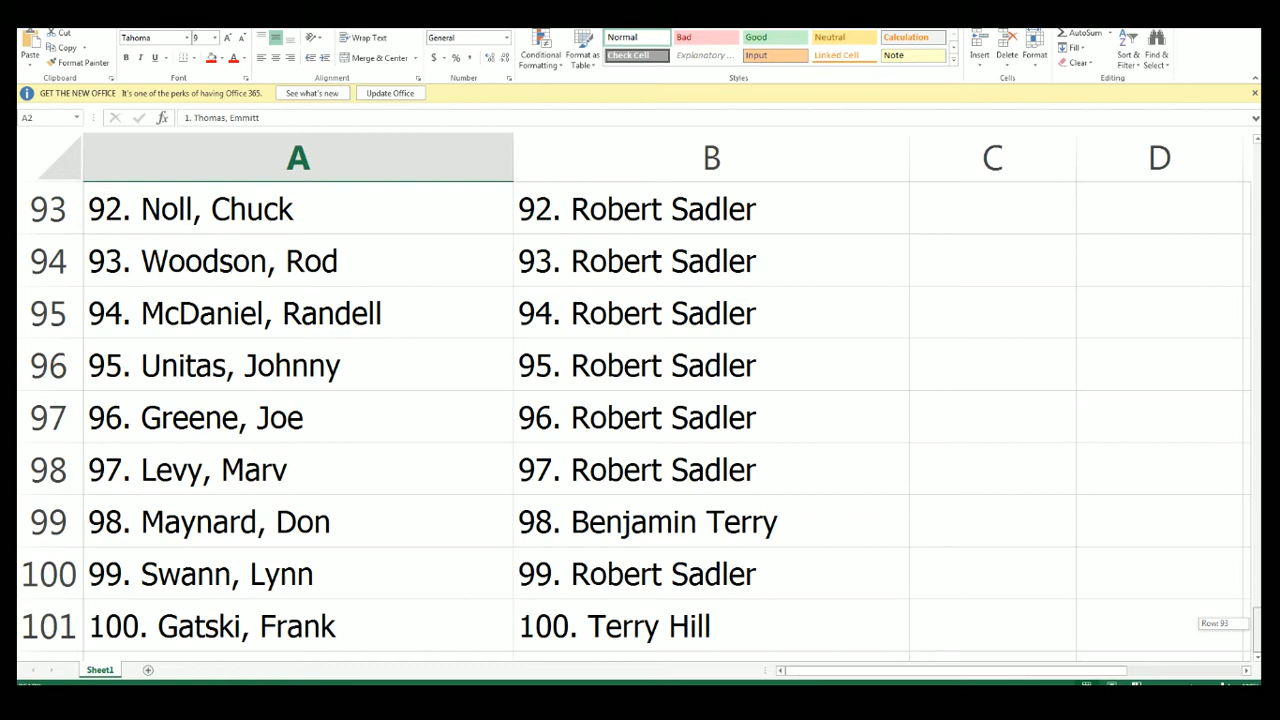 Cut
Copy
Paste
Format Painter
Clipboard
Tahoma 9
B I U
Font
Wrap Text
Merge & Center
Alignment
General
$ % ,
Number
Conditional Formatting
Format as Table
Normal Bad Good Neutral Calculation
Check Cell Explanatory ... Input Linked Cell Note
Styles
Insert Delete Format
Cells
AutoSum
Fill
Clear
Sort & Filter
Find & Select
Editing
GET THE NEW OFFICE It's one of the perks of having Office 365. See what's new Update Office
A2 fx 1. Thomas, Emmitt
A B C D
93 92. Noll, Chuck 92. Robert Sadler
94 93. Woodson, Rod 93. Robert Sadler
95 94. McDaniel, Randell 94. Robert Sadler
96 95. Unitas, Johnny 95. Robert Sadler
97 96. Greene, Joe 96. Robert Sadler
98 97. Levy, Marv 97. Robert Sadler
99 98. Maynard, Don 98. Benjamin Terry
100 99. Swann, Lynn 99. Robert Sadler
101 100. Gatski, Frank 100. Terry Hill
Row: 93
Sheet1